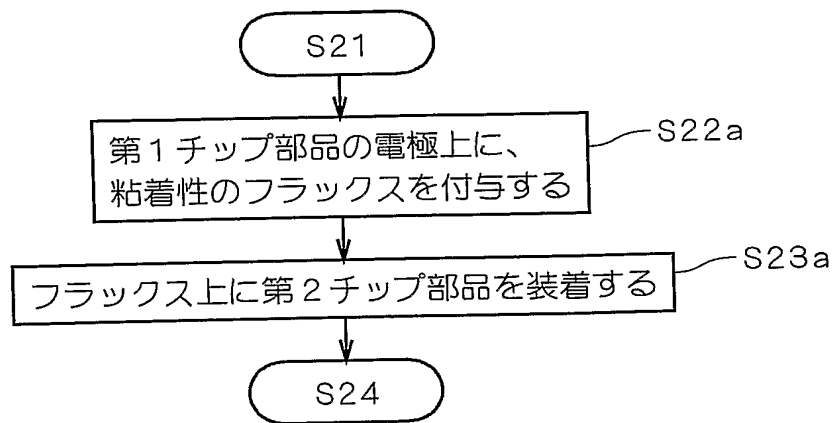 S21
第1チップ部品の電極上に、
粘着性のフラックスを付与する
S22a
フラックス上に第2チップ部品を装着する
S23a
S24